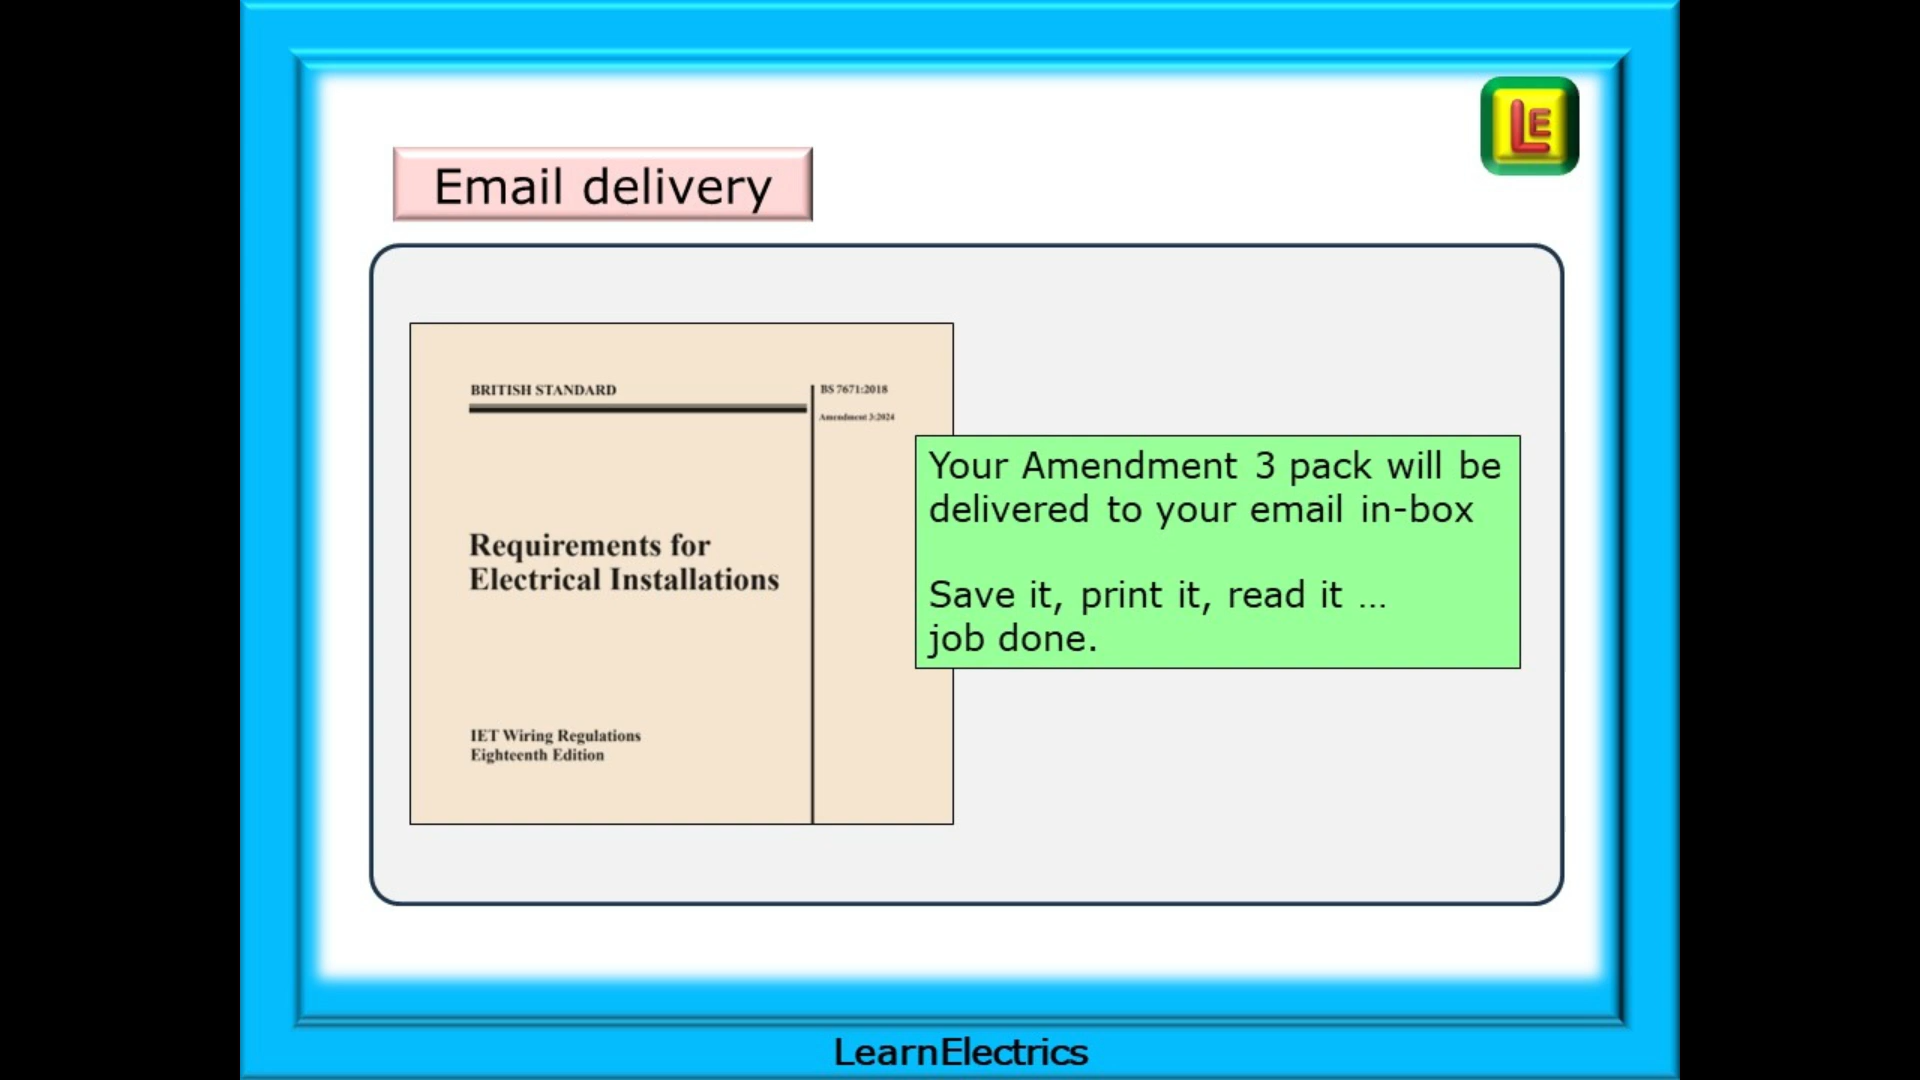 LE
Email delivery
BRITISH STANDARD
BS 7671:2018
Amendment 3:2024
Requirements for
Electrical Installations
IET Wiring Regulations
Eighteenth Edition
Your Amendment 3 pack will be
delivered to your email in-box
Save it, print it, read it ...
job done.
LearnElectrics